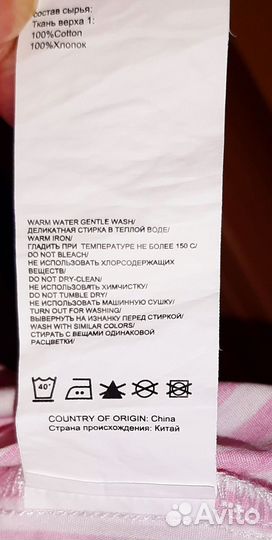 состав сырья:
Ткань верха 1:
100%Cotton
100%Хлопок
WARM WATER GENTLE WASH/
ДЕЛИКАТНАЯ СТИРКА В ТЕПЛОЙ ВОДЕ/
WARM IRON/
ГЛАДИТЬ ПРИ ТЕМПЕРАТУРЕ НЕ БОЛЕЕ 150 С/
DO NOT BLEACH/
НЕ ИСПОЛЬЗОВАТЬ ХЛОРСОДЕРЖАЩИХ
ВЕЩЕСТВ/
DO NOT DRY-CLEAN/
НЕ ИСПОЛЬЗОВАТЬ ХИМЧИСТКУ/
DO NOT TUMBLE DRY/
НЕ ИСПОЛЬЗОВАТЬ МАШИННУЮ СУШКУ/
TURN OUT FOR WASHING/
ВЫВЕРНУТЬ НА ИЗНАНКУ ПЕРЕД СТИРКОЙ/
WASH WITH SIMILAR COLORS/
СТИРАТЬ С ВЕЩАМИ ОДИНАКОВОЙ
РАСЦВЕТКИ/
40°
COUNTRY OF ORIGIN: China
Страна происхождения: Китай
Avito